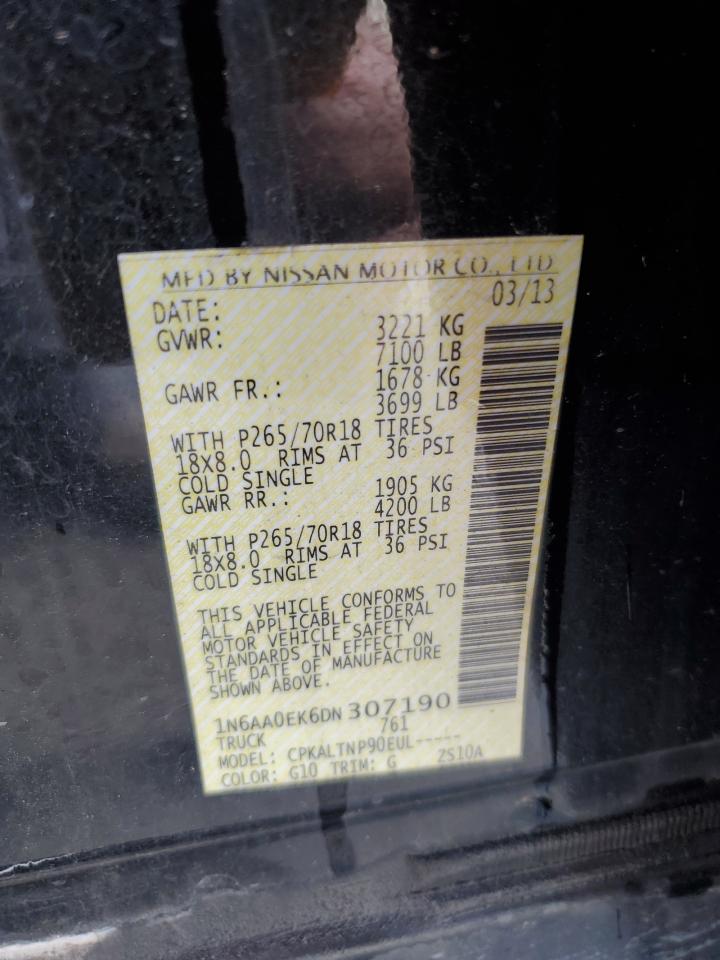 MFD BY NISSAN MOTOR CO., LTD
DATE: 03/13
GVWR: 3221 KG
7100 LB
GAWR FR.: 1678 KG
3699 LB
WITH P265/70R18 TIRES
18X8.0 RIMS AT 36 PSI
COLD SINGLE
GAWR RR.: 1905 KG
4200 LB
WITH P265/70R18 TIRES
18X8.0 RIMS AT 36 PSI
COLD SINGLE
THIS VEHICLE CONFORMS TO
ALL APPLICABLE FEDERAL
MOTOR VEHICLE SAFETY
STANDARDS IN EFFECT ON
THE DATE OF MANUFACTURE
SHOWN ABOVE.
1N6AA0EK6DN307190
TRUCK 761
MODEL: CPKALTNP90EUL-----
COLOR: G10 TRIM: G 2S10A